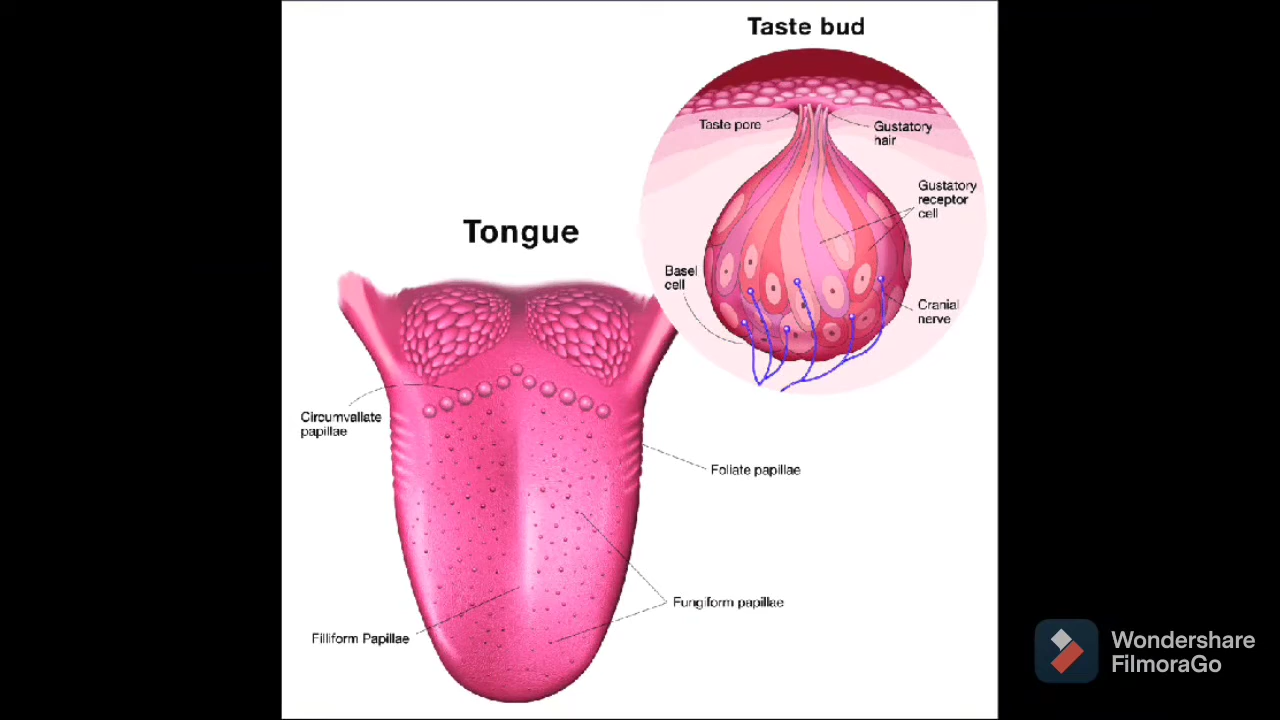 Taste bud
Taste pore
Gustatory
hair
Gustatory
receptor
cell
Basel
cell
Cranial
nerve
Tongue
Circumvallate
papillae
Foliate papillae
Fungiform papillae
Filliform Papillae
Wondershare
FilmoraGo